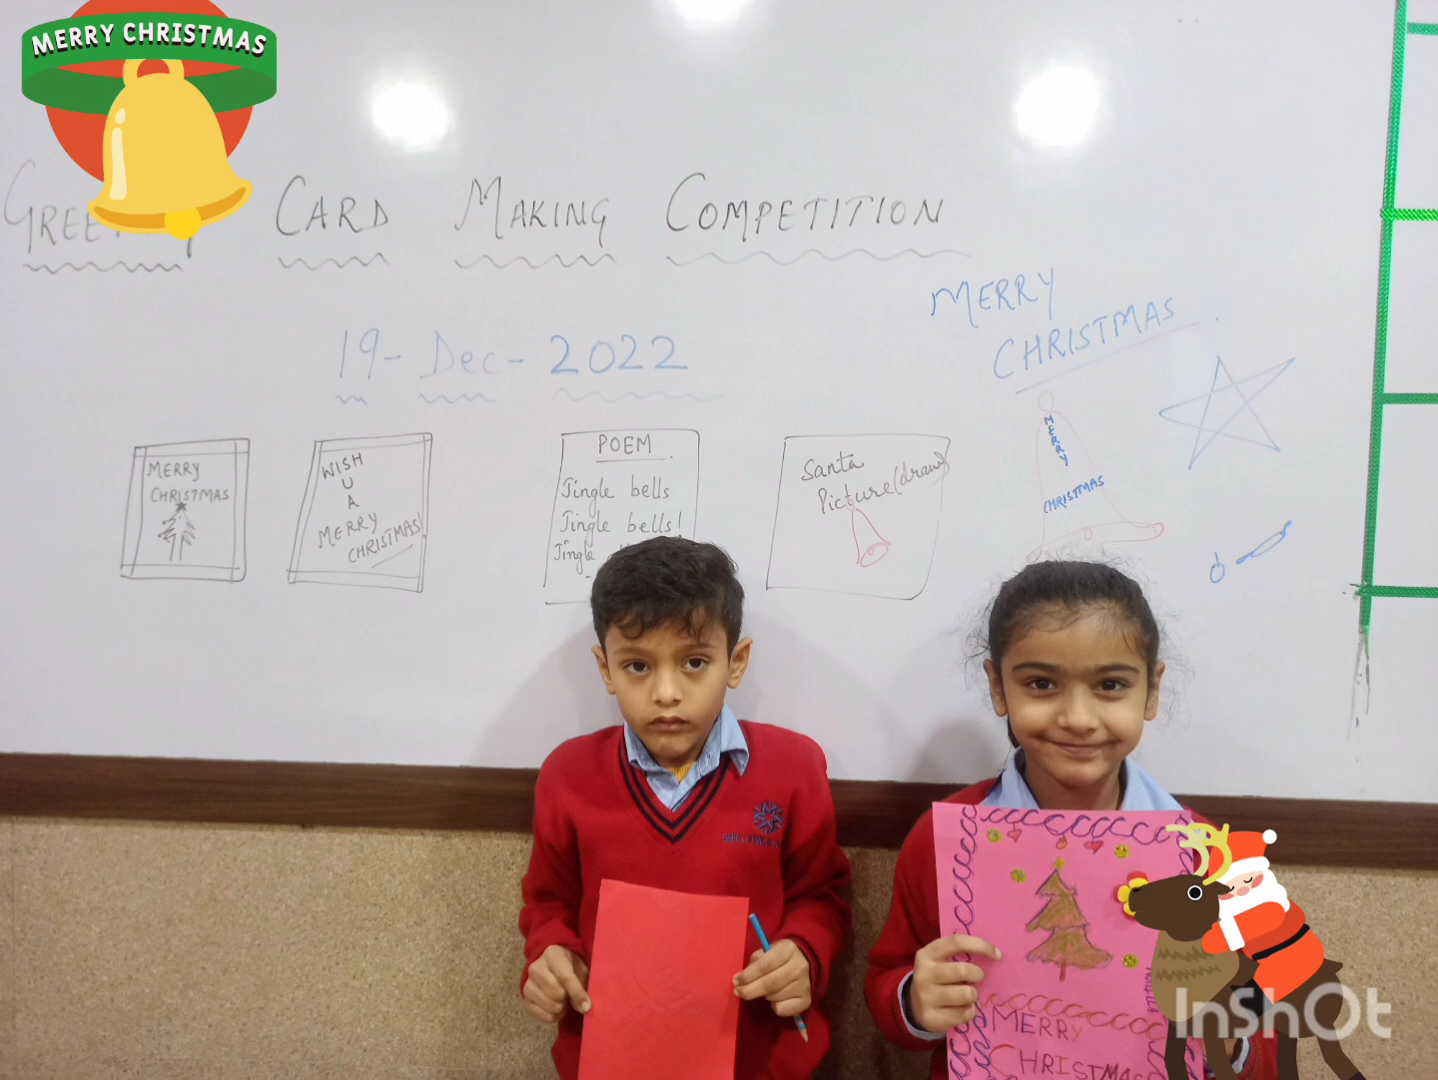 MERRY CHRISTMAS
CARD MAKING COMPETITION
19-Dec-2022
MERRY
CHRISTMAS
MERRY
CHRISTMAS
WISH
U
A
MERRY
CHRISTMAS!
POEM
Jingle bells
Jingle bells!
Jingle
Santa
Picture(draw)
MERRY
CHRISTMAS
MERRY
CHRISTMAS
InShOt